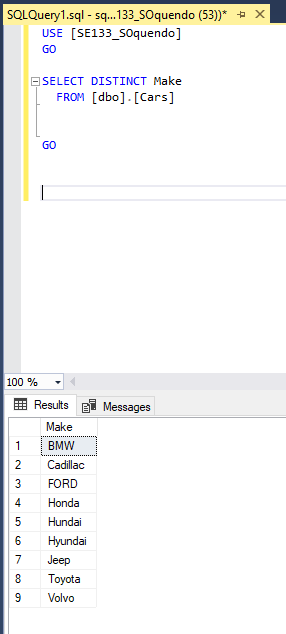 SQLQuery1.sql - sq...133_SOquendo (53))*
USE [SE133_SOquendo]
GO
SELECT DISTINCT Make
FROM [dbo].[Cars]
GO
100 %
Results
Messages
Make
1 BMW
2 Cadillac
3 FORD
4 Honda
5 Hundai
6 Hyundai
7 Jeep
8 Toyota
9 Volvo